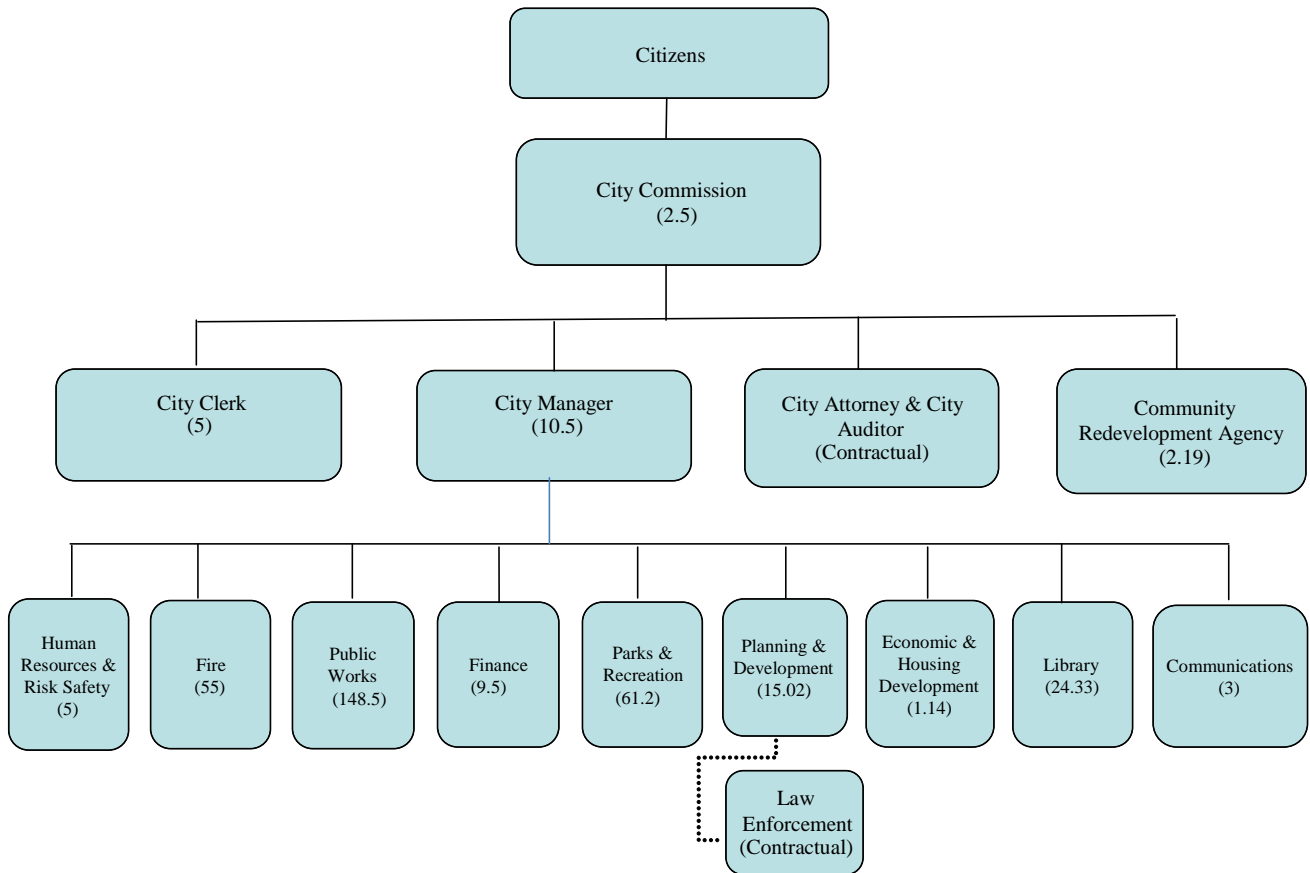 Citizens
City Commission
(2.5)
City Clerk
(5)
City Manager
(10.5)
City Attorney & City
Auditor
(Contractual)
Community
Redevelopment Agency
(2.19)
Human
Resources &
Risk Safety
(5)
Fire
(55)
Public
Works
(148.5)
Finance
(9.5)
Parks &
Recreation
(61.2)
Planning &
Development
(15.02)
Economic &
Housing
Development
(1.14)
Library
(24.33)
Communications
(3)
Law
Enforcement
(Contractual)